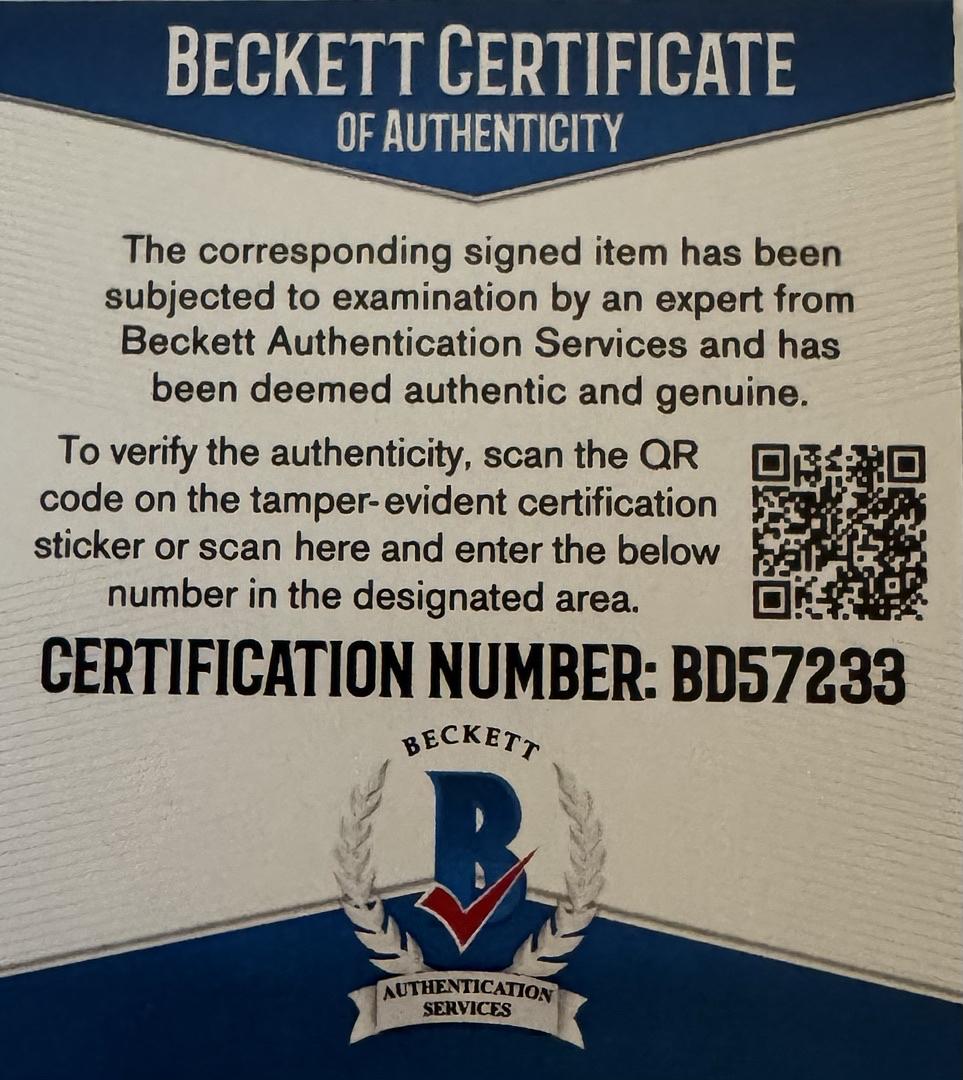 BECKETT CERTIFICATE
OF AUTHENTICITY
The corresponding signed item has been
subjected to examination by an expert from
Beckett Authentication Services and has
been deemed authentic and genuine.
To verify the authenticity, scan the QR
code on the tamper-evident certification
sticker or scan here and enter the below
number in the designated area.
CERTIFICATION NUMBER: BD57233
BECKETT
B
AUTHENTICATION
SERVICES